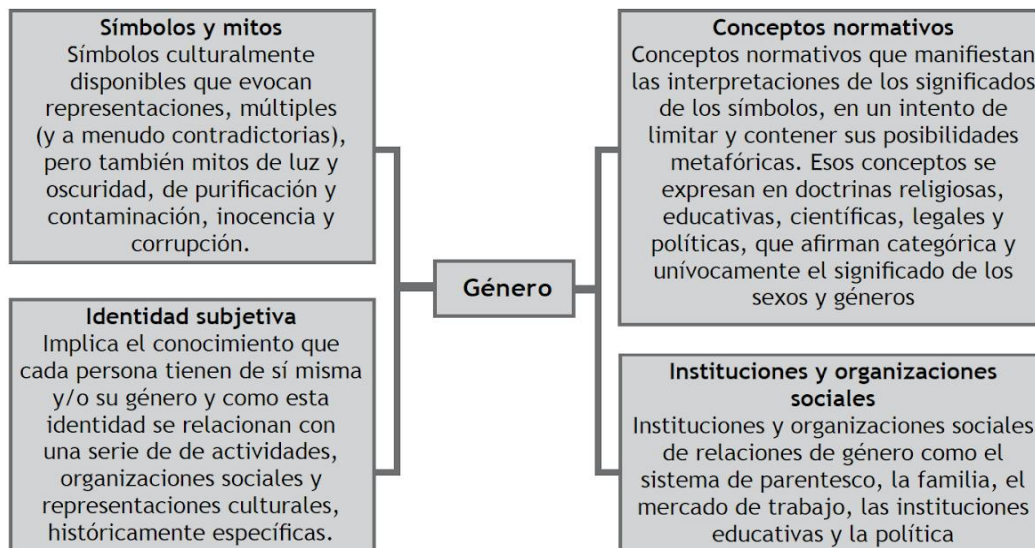 Símbolos y mitos
Símbolos culturalmente
disponibles que evocan
representaciones, múltiples
(y a menudo contradictorias),
pero también mitos de luz y
oscuridad, de purificación y
contaminación, inocencia y
corrupción.
Identidad subjetiva
Implica el conocimiento que
cada persona tienen de sí misma
y/o su género y como esta
identidad se relacionan con
una serie de de actividades,
organizaciones sociales y
representaciones culturales,
históricamente específicas.
Género
Conceptos normativos
Conceptos normativos que manifiestan
las interpretaciones de los significados
de los símbolos, en un intento de
limitar y contener sus posibilidades
metafóricas. Esos conceptos se
expresan en doctrinas religiosas,
educativas, científicas, legales y
políticas, que afirman categórica y
unívocamente el significado de los
sexos y géneros
Instituciones y organizaciones
sociales
Instituciones y organizaciones sociales
de relaciones de género como el
sistema de parentesco, la familia, el
mercado de trabajo, las instituciones
educativas y la política